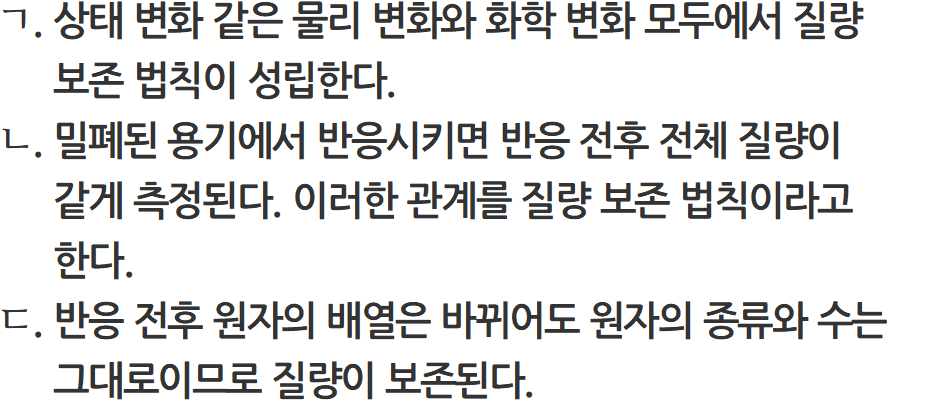 ㄱ. 상태 변화 같은 물리 변화와 화학 변화 모두에서 질량
보존 법칙이 성립한다.
ㄴ. 밀폐된 용기에서 반응시키면 반응 전후 전체 질량이
같게 측정된다. 이러한 관계를 질량 보존 법칙이라고
한다.
ㄷ. 반응 전후 원자의 배열은 바뀌어도 원자의 종류와 수는
그대로이므로 질량이 보존된다.